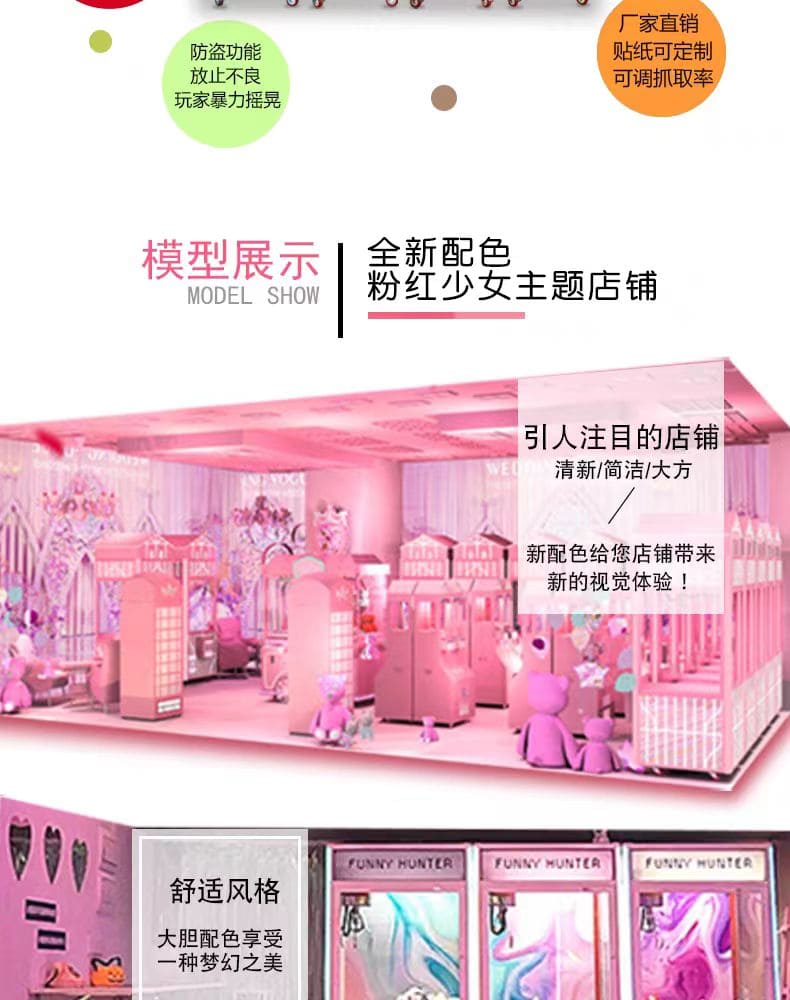 防盗功能
放止不良
玩家暴力摇晃
厂家直销
贴纸可定制
可调抓取率
模型展示
MODEL SHOW
全新配色
粉红少女主题店铺
引人注目的店铺
清新/简洁/大方
新配色给您店铺带来
新的视觉体验！
舒适风格
大胆配色享受
一种梦幻之美
FUNNY HUNTER
FUNNY HUNTER
FUNNY HUNTER